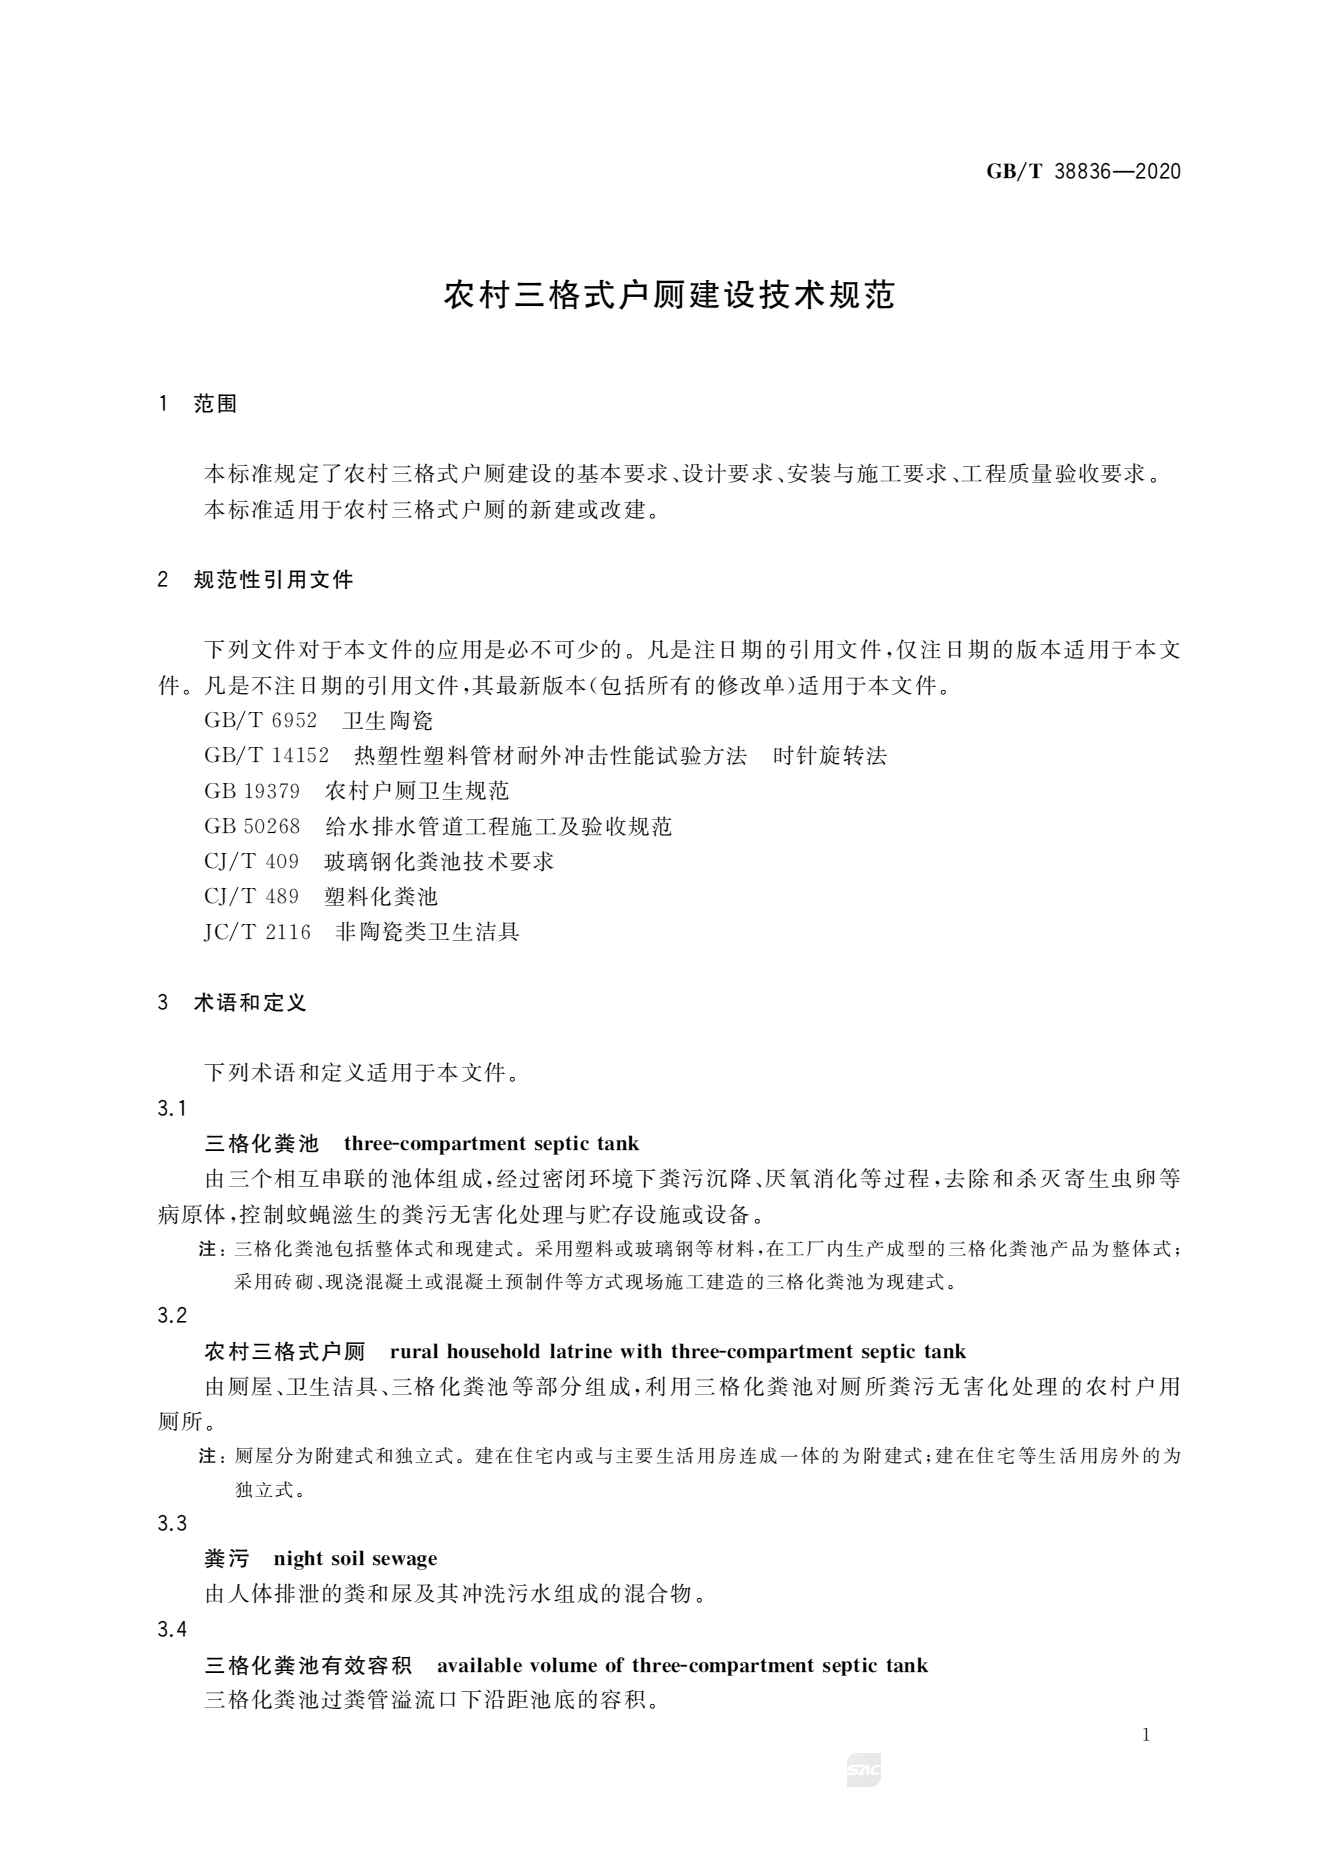 GB/T 38836—2020
农村三格式户厕建设技术规范
1 范围
本标准规定了农村三格式户厕建设的基本要求、设计要求、安装与施工要求、工程质量验收要求。
本标准适用于农村三格式户厕的新建或改建。
2 规范性引用文件
下列文件对于本文件的应用是必不可少的。凡是注日期的引用文件,仅注日期的版本适用于本文
件。凡是不注日期的引用文件,其最新版本(包括所有的修改单)适用于本文件。
GB/T 6952 卫生陶瓷
GB/T 14152 热塑性塑料管材耐外冲击性能试验方法 时针旋转法
GB 19379 农村户厕卫生规范
GB 50268 给水排水管道工程施工及验收规范
CJ/T 409 玻璃钢化粪池技术要求
CJ/T 489 塑料化粪池
JC/T 2116 非陶瓷类卫生洁具
3 术语和定义
下列术语和定义适用于本文件。
3.1
三格化粪池 three-compartment septic tank
由三个相互串联的池体组成,经过密闭环境下粪污沉降、厌氧消化等过程,去除和杀灭寄生虫卵等
病原体,控制蚊蝇滋生的粪污无害化处理与贮存设施或设备。
注:三格化粪池包括整体式和现建式。采用塑料或玻璃钢等材料,在工厂内生产成型的三格化粪池产品为整体式;
采用砖砌、现浇混凝土或混凝土预制件等方式现场施工建造的三格化粪池为现建式。
3.2
农村三格式户厕 rural household latrine with three-compartment septic tank
由厕屋、卫生洁具、三格化粪池等部分组成,利用三格化粪池对厕所粪污无害化处理的农村户用
厕所。
注:厕屋分为附建式和独立式。建在住宅内或与主要生活用房连成一体的为附建式;建在住宅等生活用房外的为
独立式。
3.3
粪污 night soil sewage
由人体排泄的粪和尿及其冲洗污水组成的混合物。
3.4
三格化粪池有效容积 available volume of three-compartment septic tank
三格化粪池过粪管溢流口下沿距池底的容积。
1
SAC